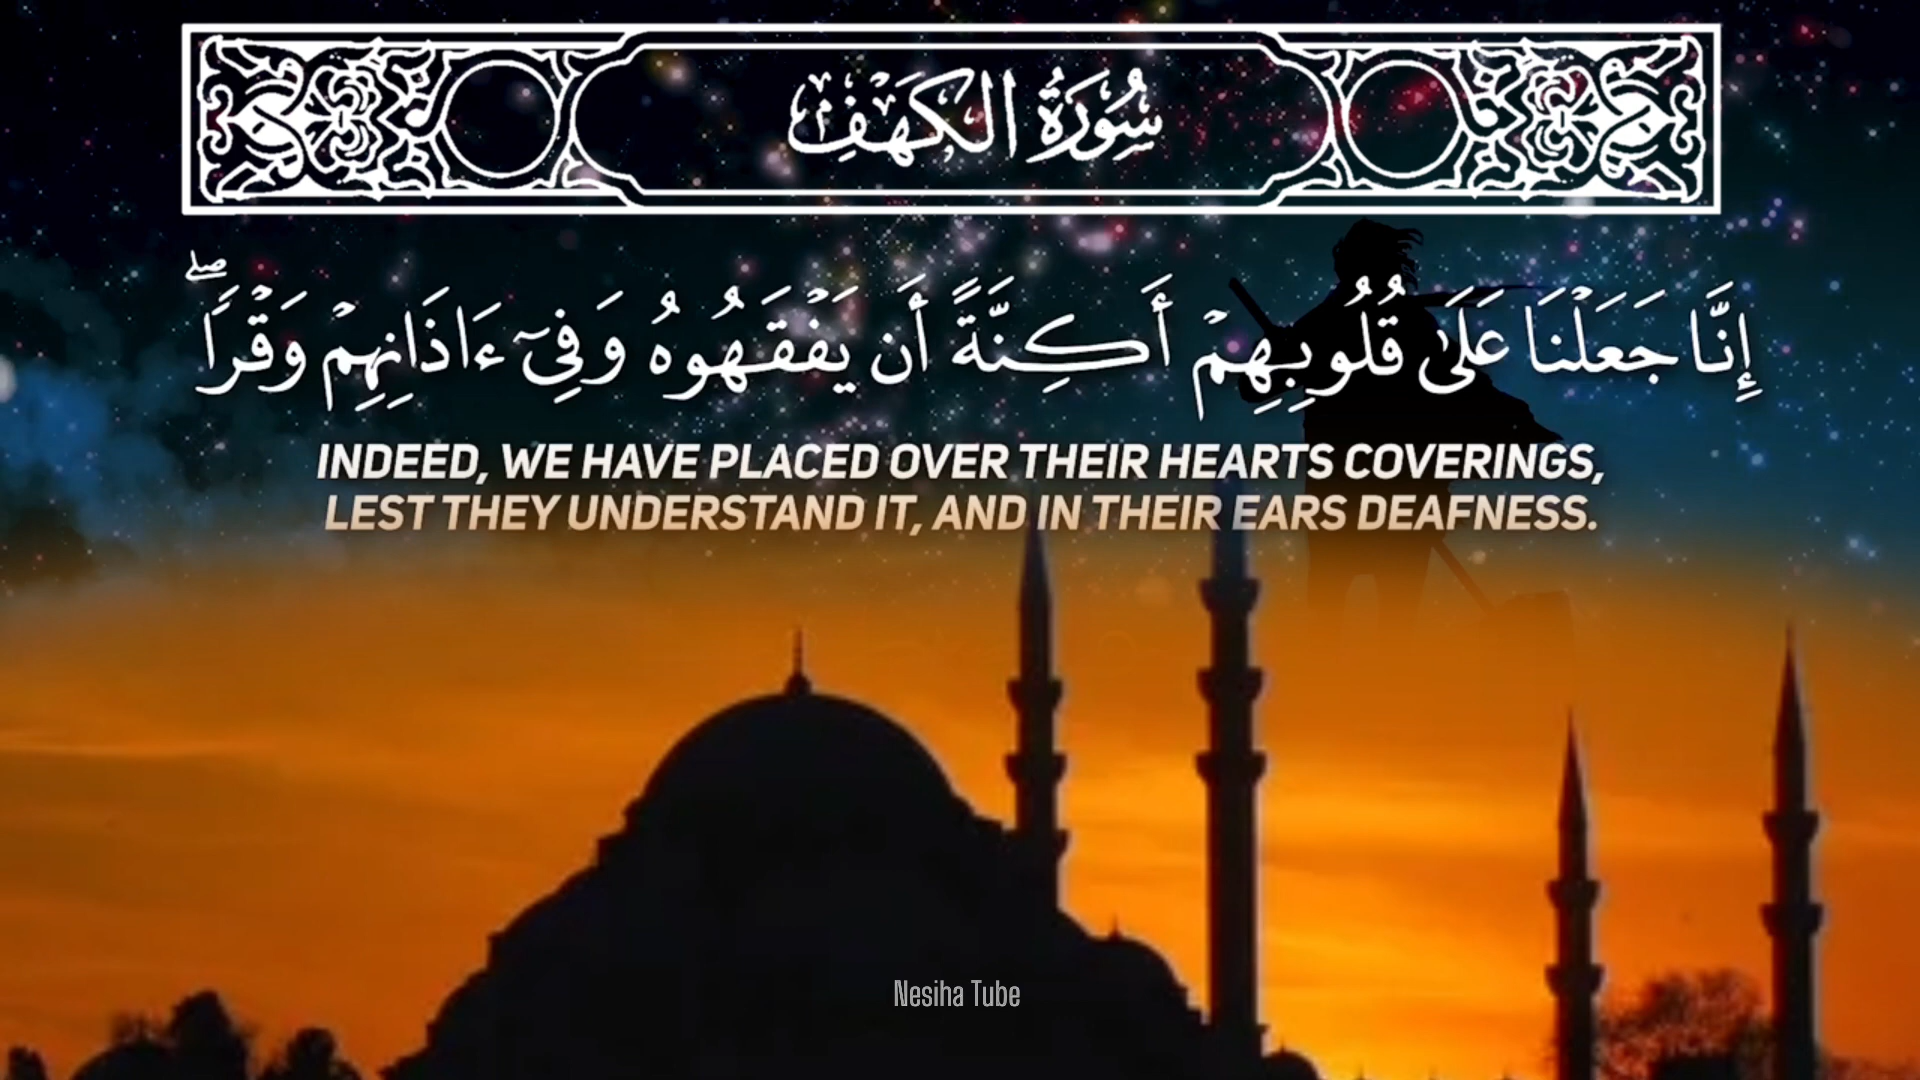 سُورَةُ الكَهْفِ
إِنَّا جَعَلْنَا عَلَىٰ قُلُوبِهِمْ أَكِنَّةً أَن يَفْقَهُوهُ وَفِىٓ ءَاذَانِهِمْ وَقْرًا ۖ
INDEED, WE HAVE PLACED OVER THEIR HEARTS COVERINGS,
LEST THEY UNDERSTAND IT, AND IN THEIR EARS DEAFNESS.
Nesiha Tube